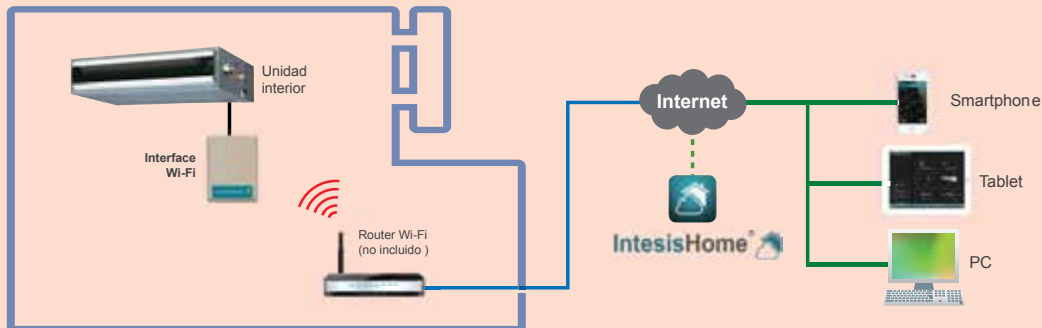 Unidad
interior
Interface
Wi-Fi
Router Wi-Fi
(no incluido )
Internet
IntesisHome®
Smartphone
Tablet
PC